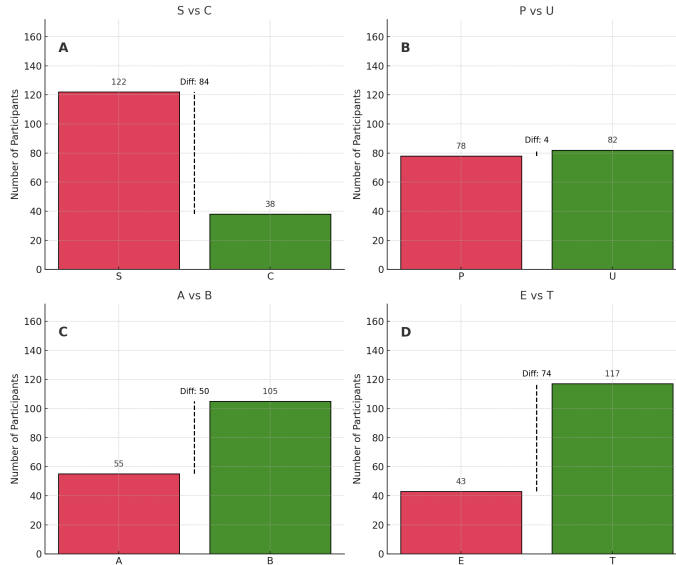 S vs C
A
Number of Participants
160
140
120
100
80
60
40
20
0
122
Diff: 84
38
S
C
P vs U
B
Number of Participants
160
140
120
100
80
60
40
20
0
78
Diff: 4
82
P
U
A vs B
C
Number of Participants
160
140
120
100
80
60
40
20
0
55
Diff: 50
105
A
B
E vs T
D
Number of Participants
160
140
120
100
80
60
40
20
0
43
Diff: 74
117
E
T